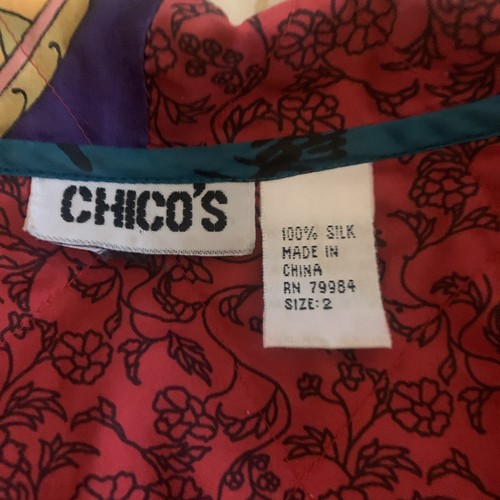 CHICO'S
100% SILK
MADE IN
CHINA
RN 79984
SIZE: 2